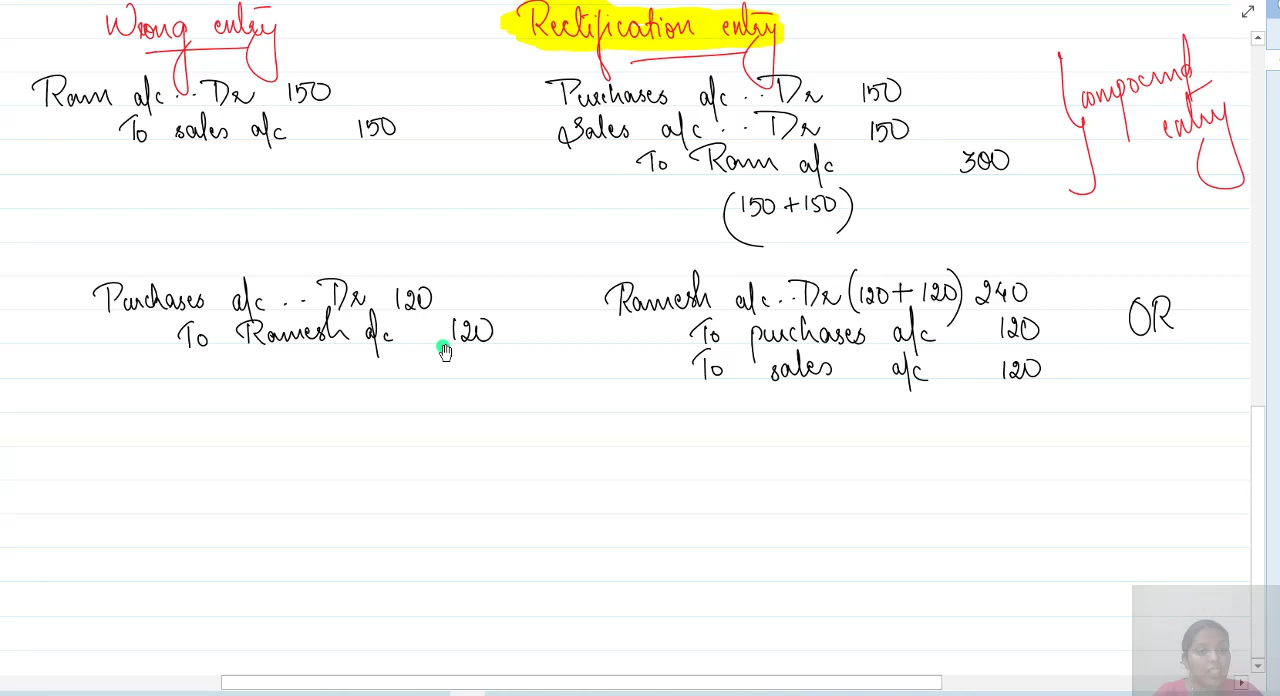 Wrong entry
Rectification entry
Ram a/c .. Dr 150
To sales a/c 150
Purchases a/c .. Dr 150
Sales a/c .. Dr 150
To Ram a/c 300
(150 + 150)
Compound
entry
Purchases a/c .. Dr 120
To Ramesh a/c 120
Ramesh a/c .. Dr (120 + 120) 240
To purchases a/c 120
To sales a/c 120
OR